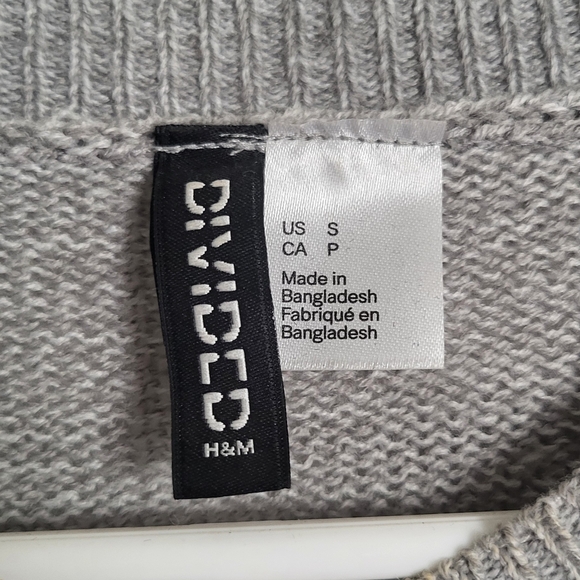 DIVIDED
H&M
US S
CA P
Made in
Bangladesh
Fabriqué en
Bangladesh